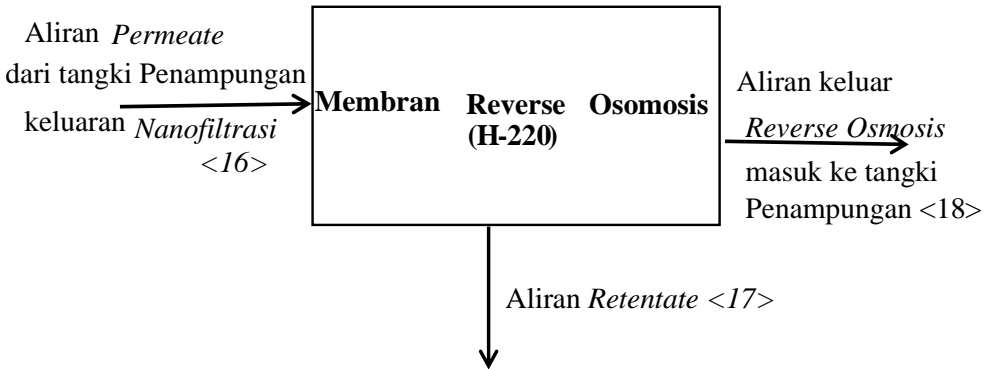 Aliran Permeate
dari tangki Penampungan
keluaran Nanofiltrasi
<16>
Membran Reverse Osomosis
(H-220)
Aliran keluar
Reverse Osmosis
masuk ke tangki
Penampungan <18>
Aliran Retentate <17>